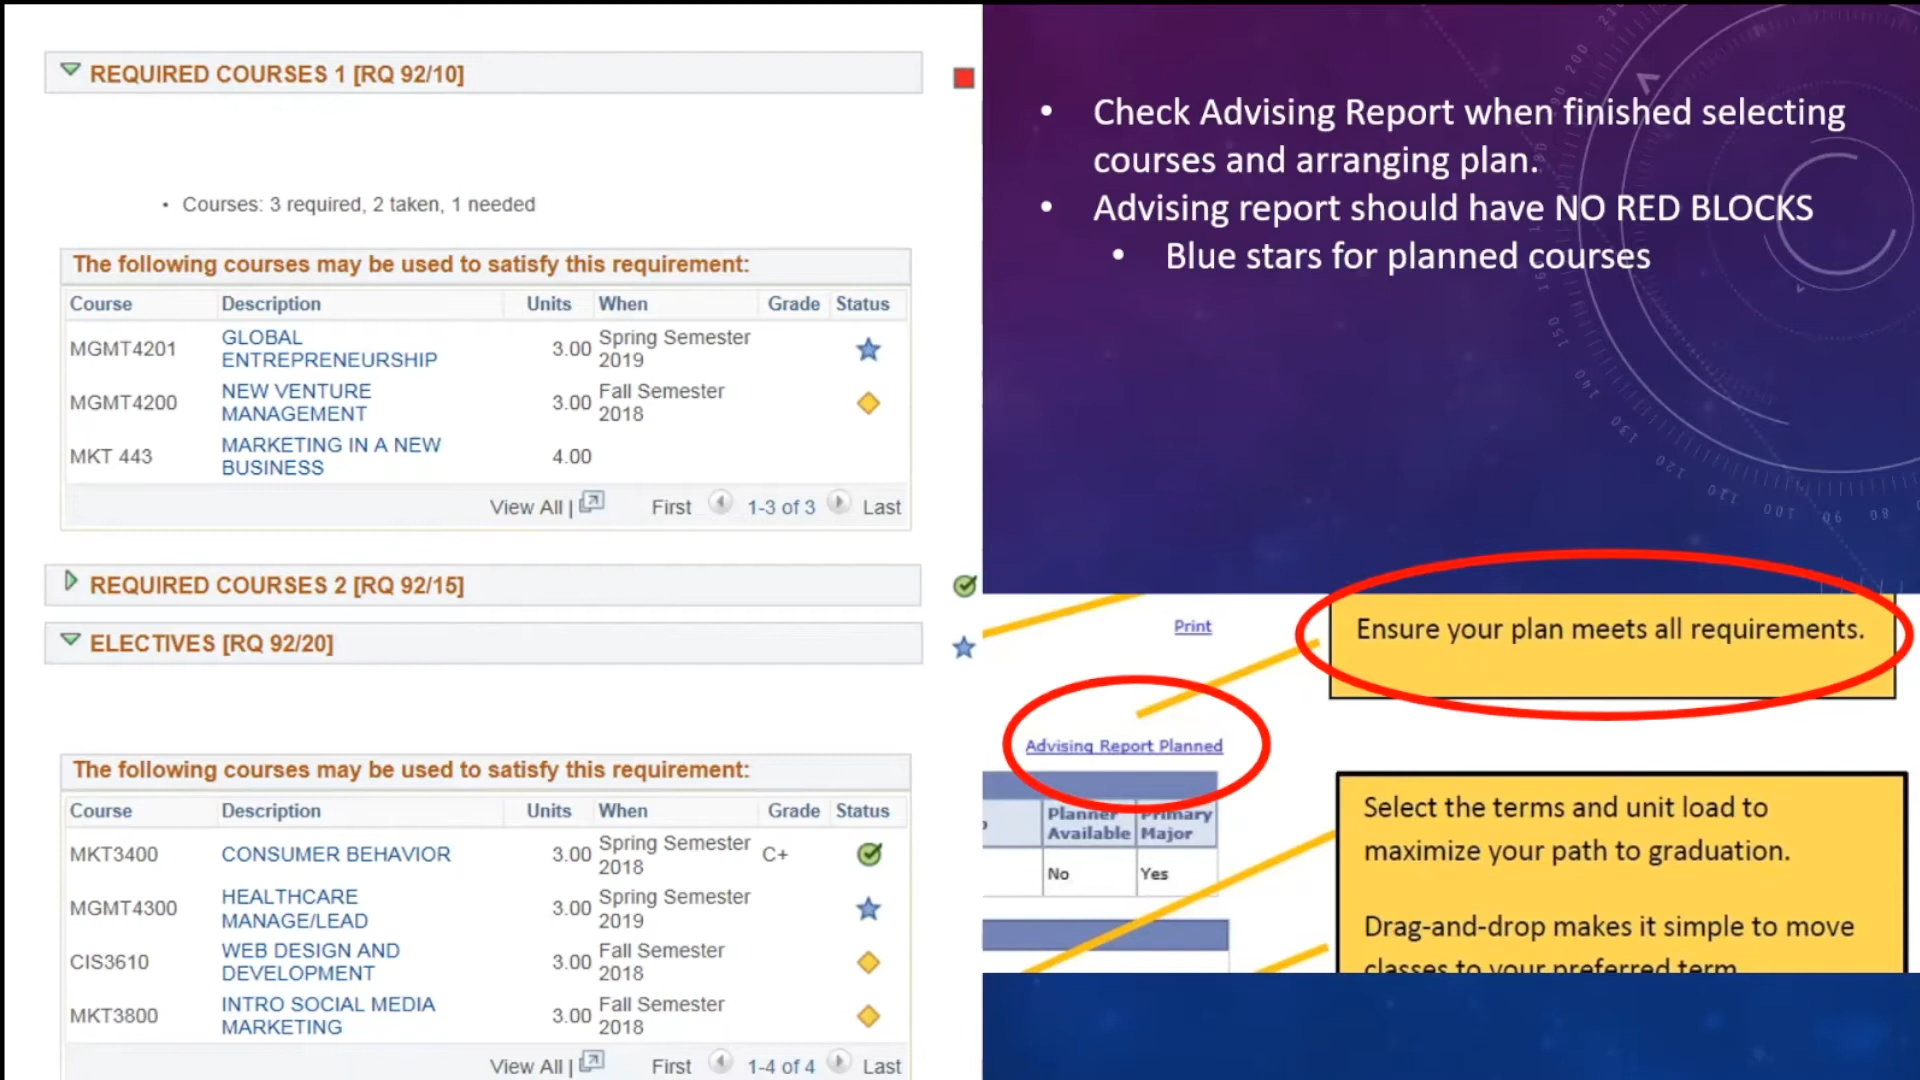 REQUIRED COURSES 1 [RQ 92/10]
• Courses: 3 required, 2 taken, 1 needed
The following courses may be used to satisfy this requirement:
Course Description Units When Grade Status
MGMT4201 GLOBAL ENTREPRENEURSHIP 3.00 Spring Semester 2019
MGMT4200 NEW VENTURE MANAGEMENT 3.00 Fall Semester 2018
MKT 443 MARKETING IN A NEW BUSINESS 4.00
View All | First 1-3 of 3 Last
REQUIRED COURSES 2 [RQ 92/15]
ELECTIVES [RQ 92/20]
The following courses may be used to satisfy this requirement:
Course Description Units When Grade Status
MKT3400 CONSUMER BEHAVIOR 3.00 Spring Semester 2018 C+
MGMT4300 HEALTHCARE MANAGE/LEAD 3.00 Spring Semester 2019
CIS3610 WEB DESIGN AND DEVELOPMENT 3.00 Fall Semester 2018
MKT3800 INTRO SOCIAL MEDIA MARKETING 3.00 Fall Semester 2018
View All | First 1-4 of 4 Last
• Check Advising Report when finished selecting
courses and arranging plan.
• Advising report should have NO RED BLOCKS
• Blue stars for planned courses
Print
Ensure your plan meets all requirements.
Advising Report Planned
Planner Available Primary Major
No Yes
Select the terms and unit load to
maximize your path to graduation.
Drag-and-drop makes it simple to move
classes to your preferred term